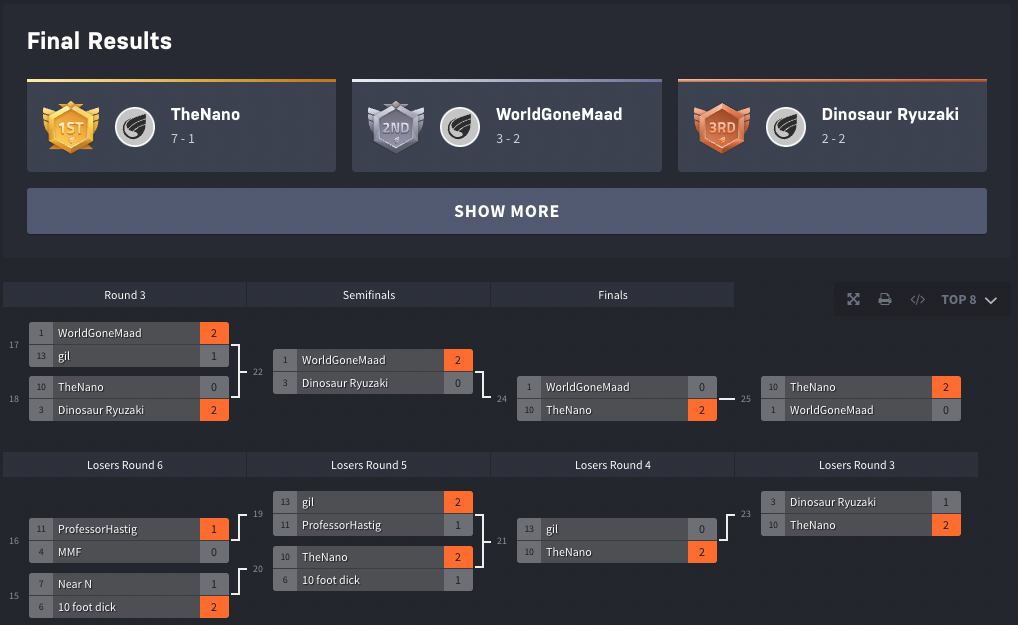 Final Results
1ST
TheNano
7 - 1
2ND
WorldGoneMaad
3 - 2
3RD
Dinosaur Ryuzaki
2 - 2
SHOW MORE
Round 3 Semifinals Finals
</> TOP 8
17
1 WorldGoneMaad 2
13 gil 1
18
10 TheNano 0
3 Dinosaur Ryuzaki 2
22
1 WorldGoneMaad 2
3 Dinosaur Ryuzaki 0
24
1 WorldGoneMaad 0
10 TheNano 2
25
10 TheNano 2
1 WorldGoneMaad 0
Losers Round 6 Losers Round 5 Losers Round 4 Losers Round 3
16
11 ProfessorHastig 1
4 MMF 0
15
7 Near N 1
6 10 foot dick 2
19
13 gil 2
11 ProfessorHastig 1
20
10 TheNano 2
6 10 foot dick 1
21
13 gil 0
10 TheNano 2
23
3 Dinosaur Ryuzaki 1
10 TheNano 2